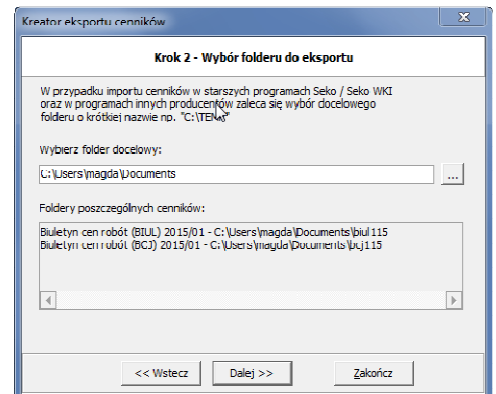 Kreator eksportu cenników
Krok 2 - Wybór folderu do eksportu
W przypadku importu cenników w starszych programach Seko / Seko WKI
oraz w programach innych producentów zaleca się wybór docelowego
folderu o krótkiej nazwie np. "C:\TEMP"
Wybierz folder docelowy:
C:\Users\magda\Documents
...
Foldery poszczególnych cenników:
Biuletyn cen robót (BIUL) 2015/01 - C:\Users\magda\Documents\biul115
Biuletyn cen robót (BCJ) 2015/01 - C:\Users\magda\Documents\bcj115
<< Wstecz
Dalej >>
Zakończ